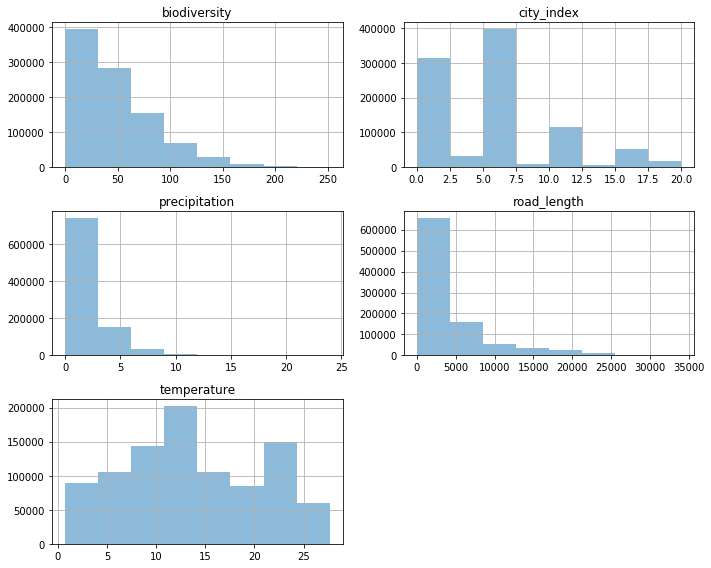 biodiversity
400000
300000
200000
100000
0
0 50 100 150 200 250
city_index
400000
300000
200000
100000
0
0.0 2.5 5.0 7.5 10.0 12.5 15.0 17.5 20.0
precipitation
600000
400000
200000
0
0 5 10 15 20 25
road_length
600000
500000
400000
300000
200000
100000
0
0 5000 10000 15000 20000 25000 30000 35000
temperature
200000
150000
100000
50000
0
0 5 10 15 20 25